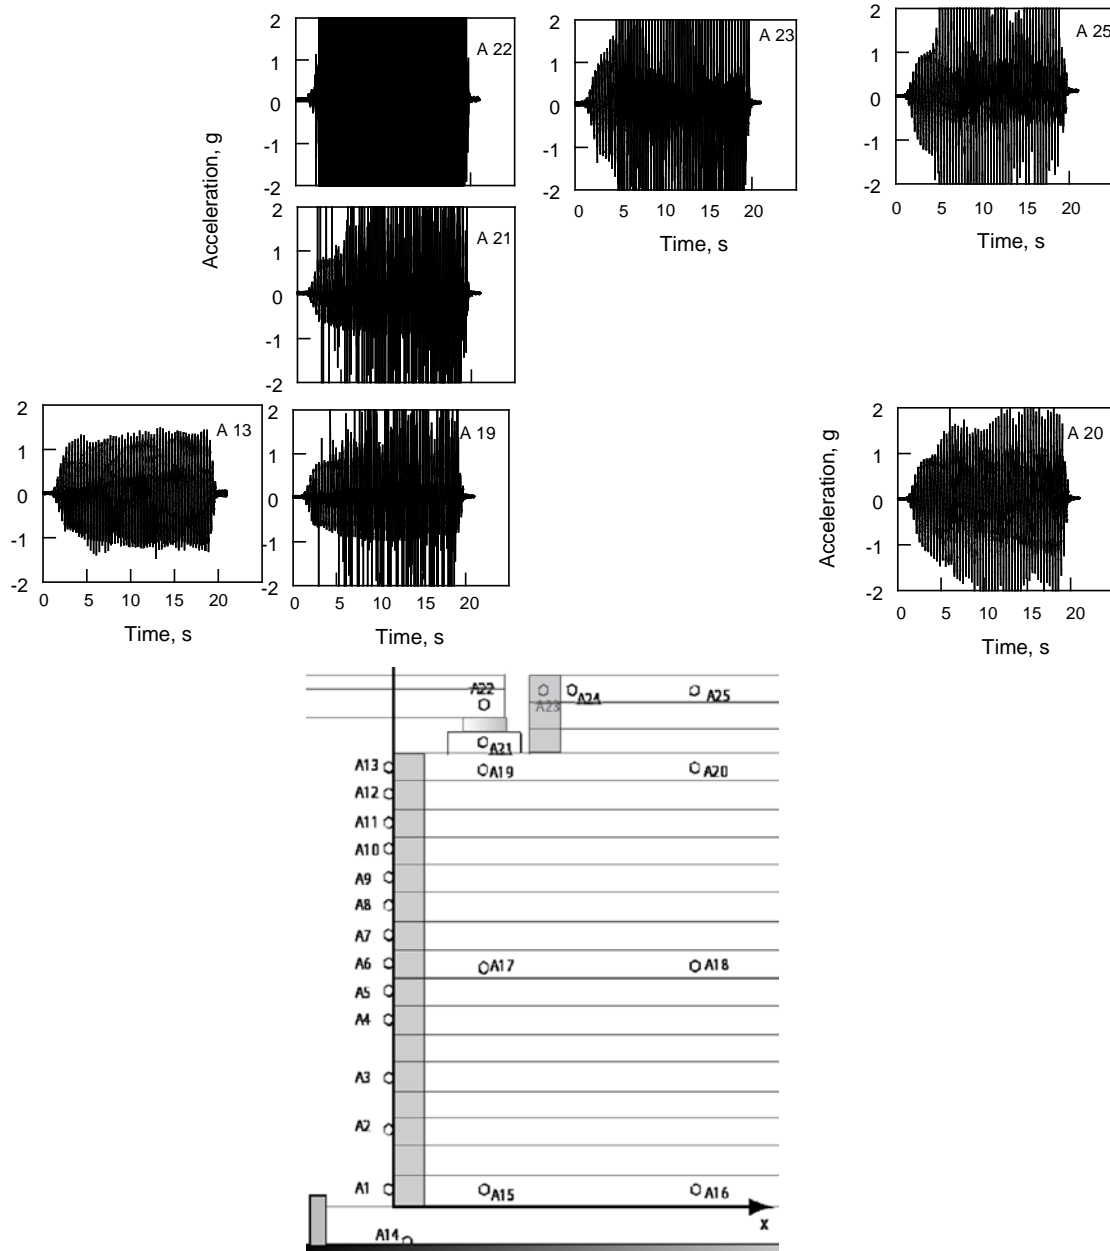 2
1
0
-1
-2
A 22
2
1
0
-1
-2
A 23
0 5 10 15 20
Time, s
2
1
0
-1
-2
A 25
0 5 10 15 20
Time, s
Acceleration, g
2
1
0
-1
-2
A 21
2
1
0
-1
-2
A 13
0 5 10 15 20
Time, s
2
1
0
-1
-2
A 19
0 5 10 15 20
Time, s
Acceleration, g
2
1
0
-1
-2
A 20
0 5 10 15 20
Time, s
A22
A23
A24
A25
A21
A13
A19
A20
A12
A11
A10
A9
A8
A7
A6
A17
A18
A5
A4
A3
A2
A1
A15
A16
x
A14